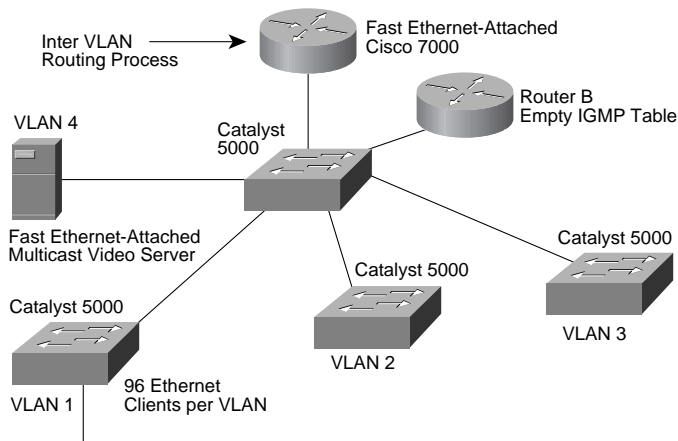 Inter VLAN
Routing Process
Fast Ethernet-Attached
Cisco 7000
Router B
Empty IGMP Table
VLAN 4
Catalyst
5000
Fast Ethernet-Attached
Multicast Video Server
Catalyst 5000
Catalyst 5000
Catalyst 5000
VLAN 3
VLAN 2
VLAN 1
96 Ethernet
Clients per VLAN